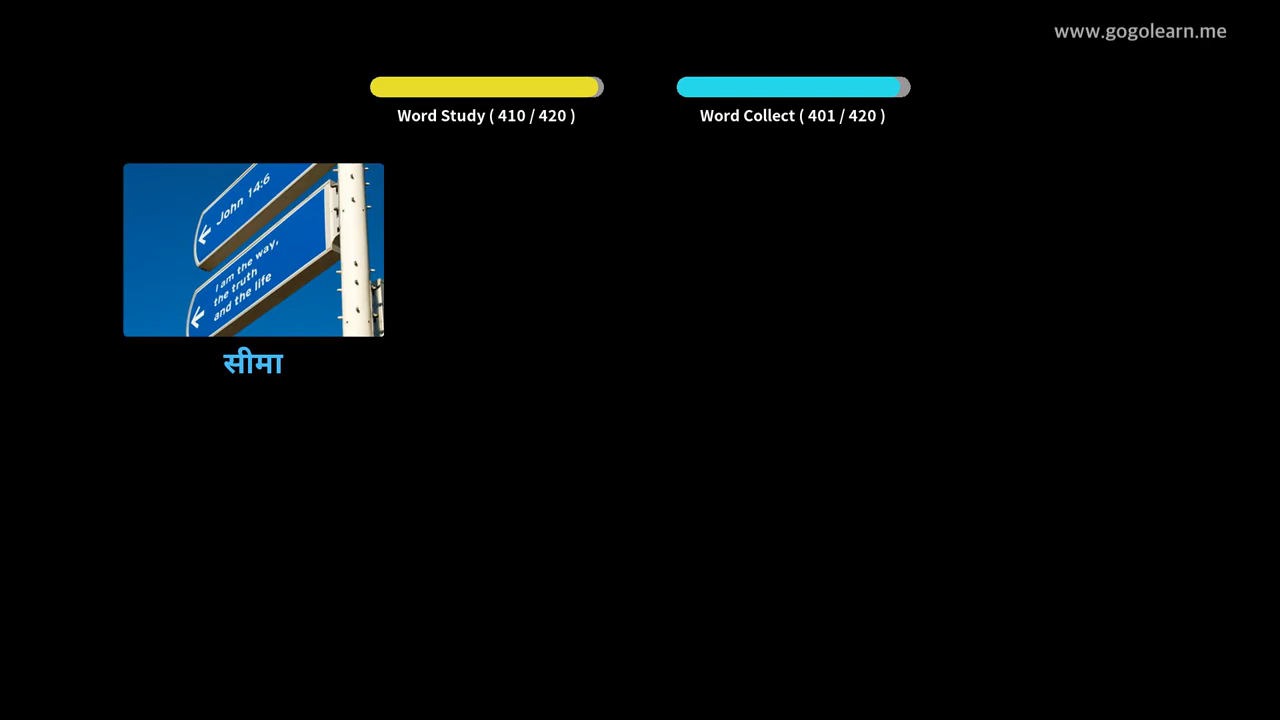 www.gogolearn.me
Word Study ( 410 / 420 )
Word Collect ( 401 / 420 )
John 14:6
I am the way,
the truth
and the life
सीमा